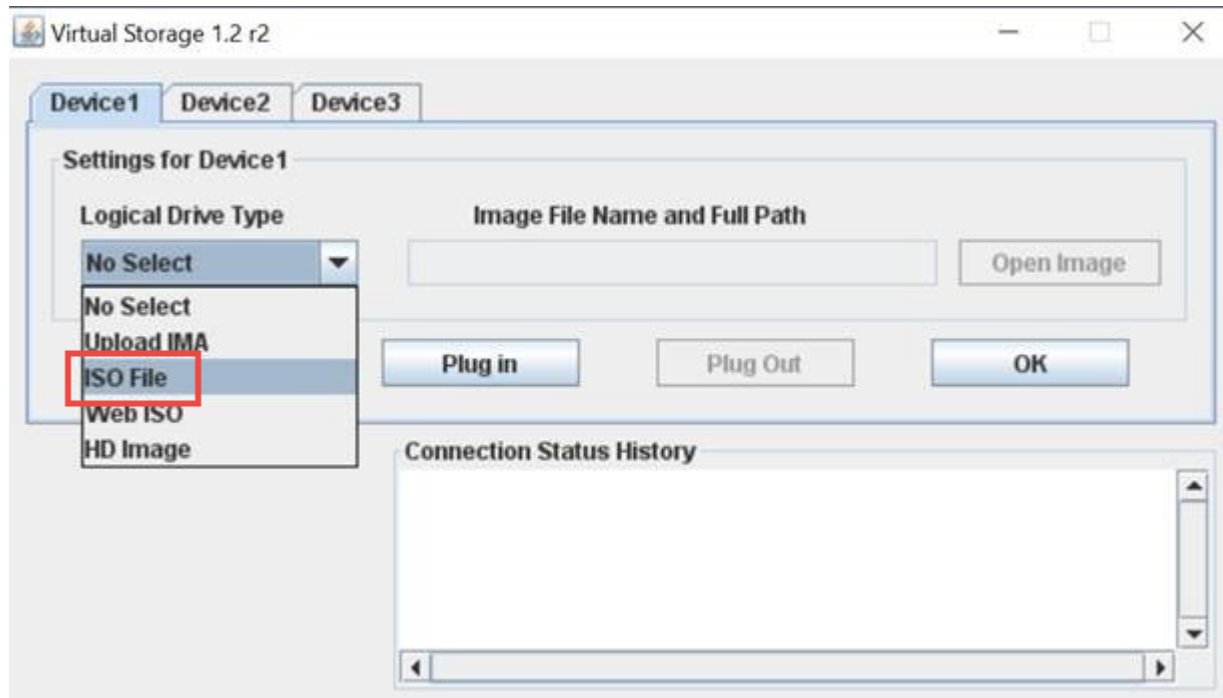 Virtual Storage 1.2 r2
Device1 Device2 Device3
Settings for Device1
Logical Drive Type Image File Name and Full Path
No Select Open Image
No Select
Upload IMA
ISO File
Web ISO
HD Image
Plug in Plug Out OK
Connection Status History